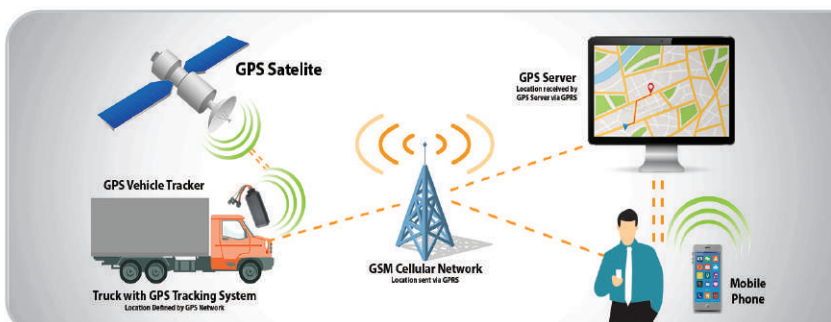 GPS Satelite
GPS Server
Location received by
GPS Server via GPRS
GPS Vehicle Tracker
GSM Cellular Network
Location sent via GPRS
Truck with GPS Tracking System
Location Defined by GPS Network
Mobile
Phone